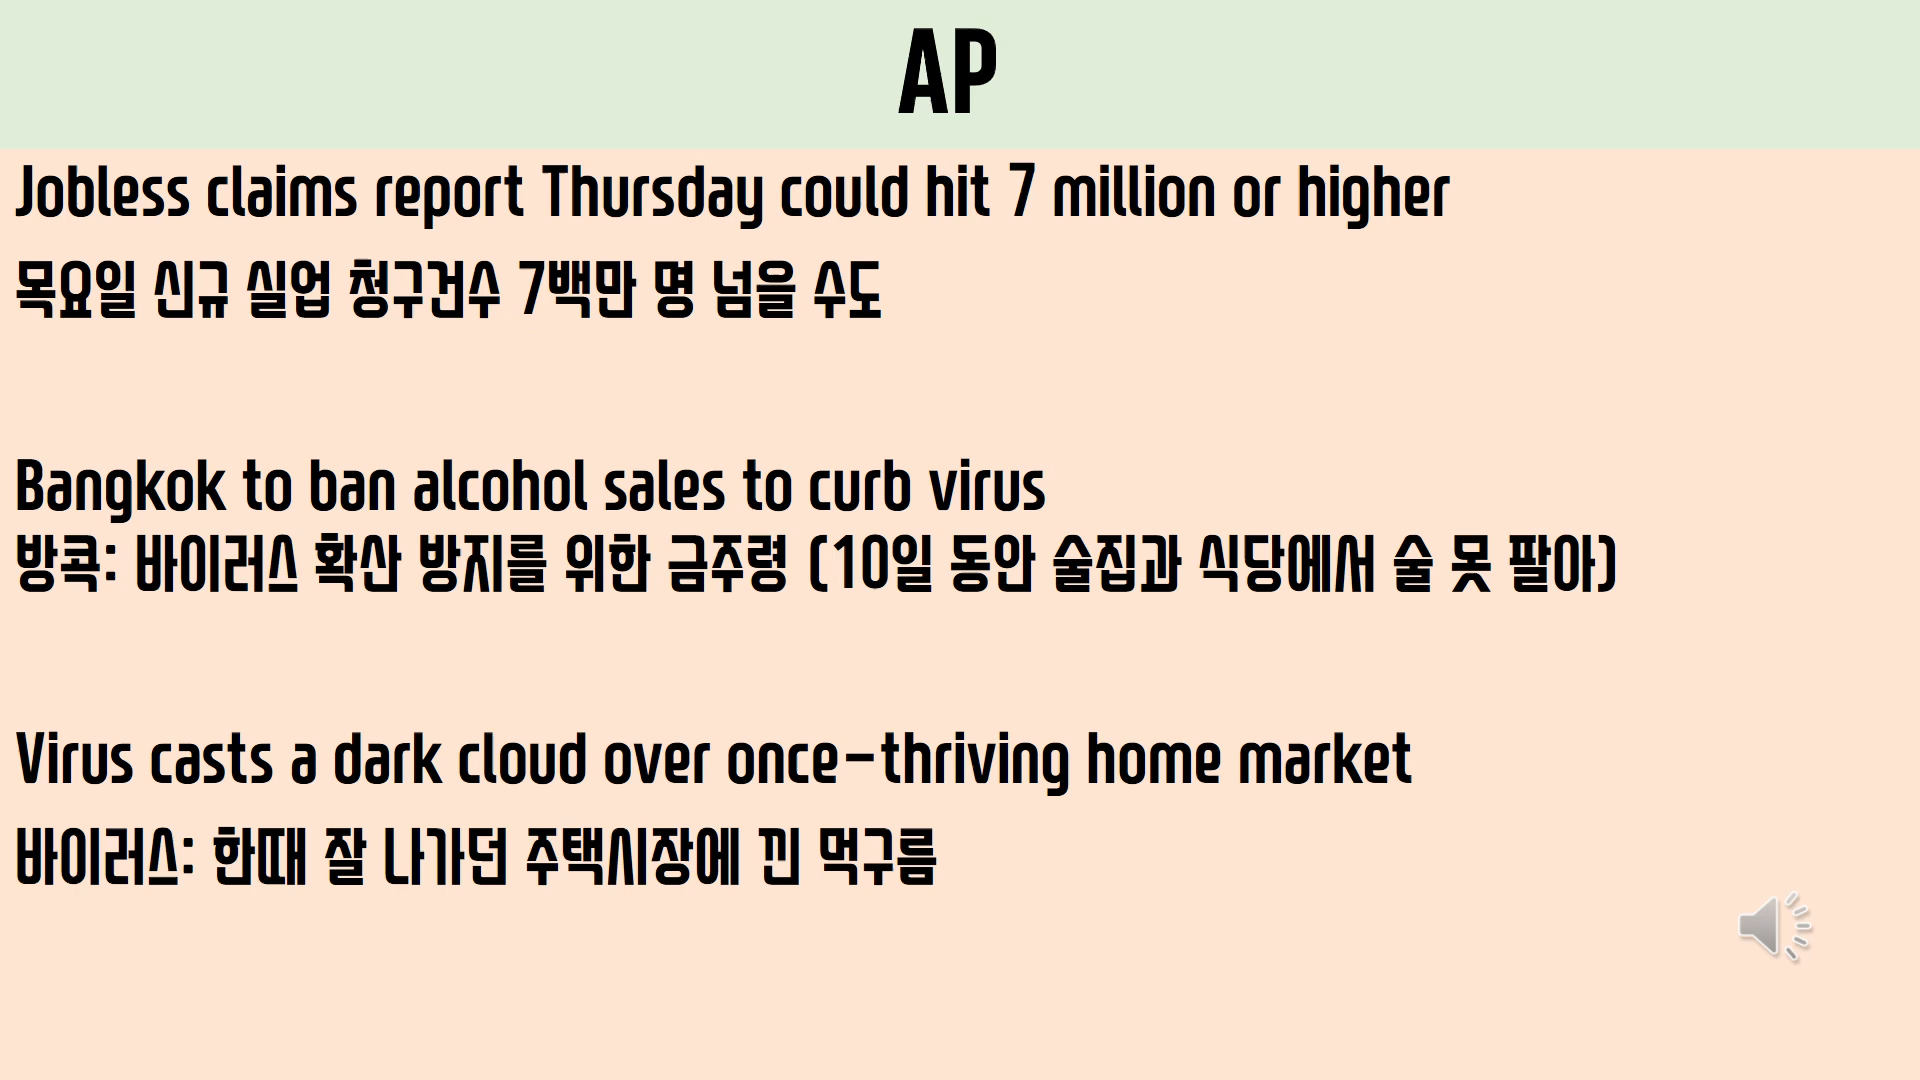 AP
Jobless claims report Thursday could hit 7 million or higher
목요일 신규 실업 청구건수 7백만 명 넘을 수도
Bangkok to ban alcohol sales to curb virus
방콕: 바이러스 확산 방지를 위한 금주령 (10일 동안 술집과 식당에서 술 못 팔아)
Virus casts a dark cloud over once-thriving home market
바이러스: 한때 잘 나가던 주택시장에 낀 먹구름